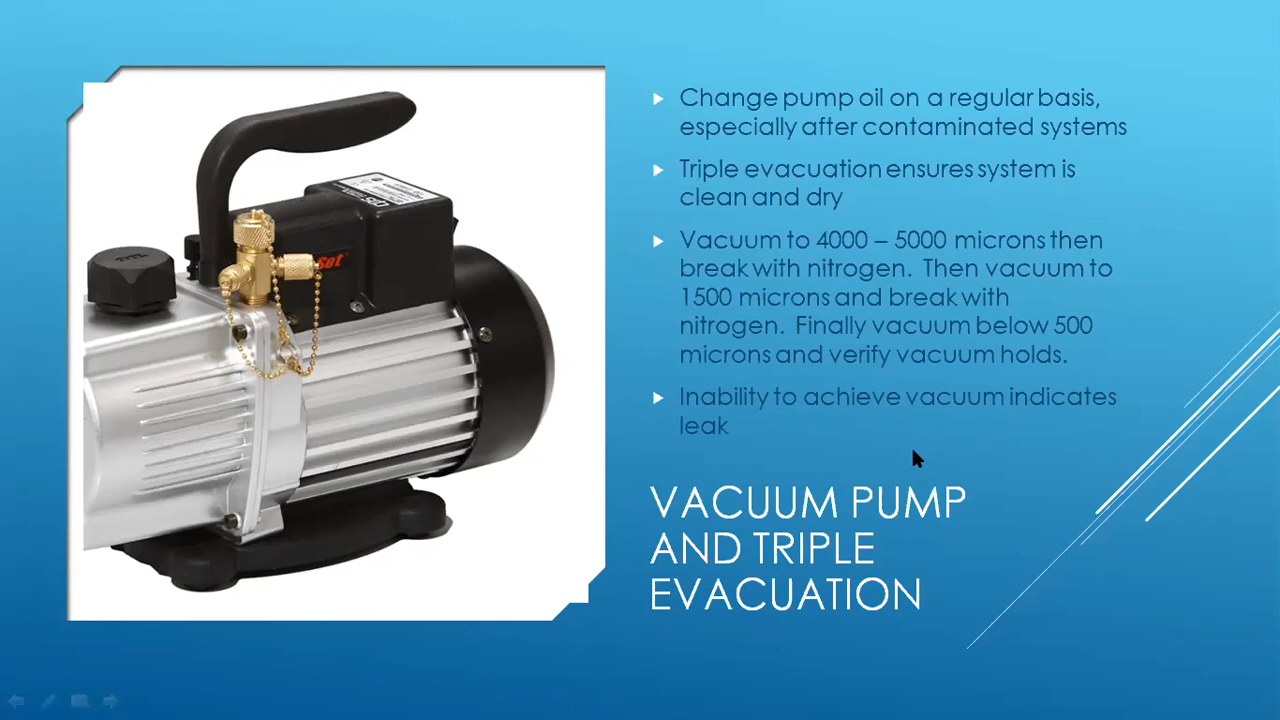 Change pump oil on a regular basis,
especially after contaminated systems
Triple evacuation ensures system is
clean and dry
Vacuum to 4000 – 5000 microns then
break with nitrogen. Then vacuum to
1500 microns and break with
nitrogen. Finally vacuum below 500
microns and verify vacuum holds.
Inability to achieve vacuum indicates
leak
VACUUM PUMP
AND TRIPLE
EVACUATION